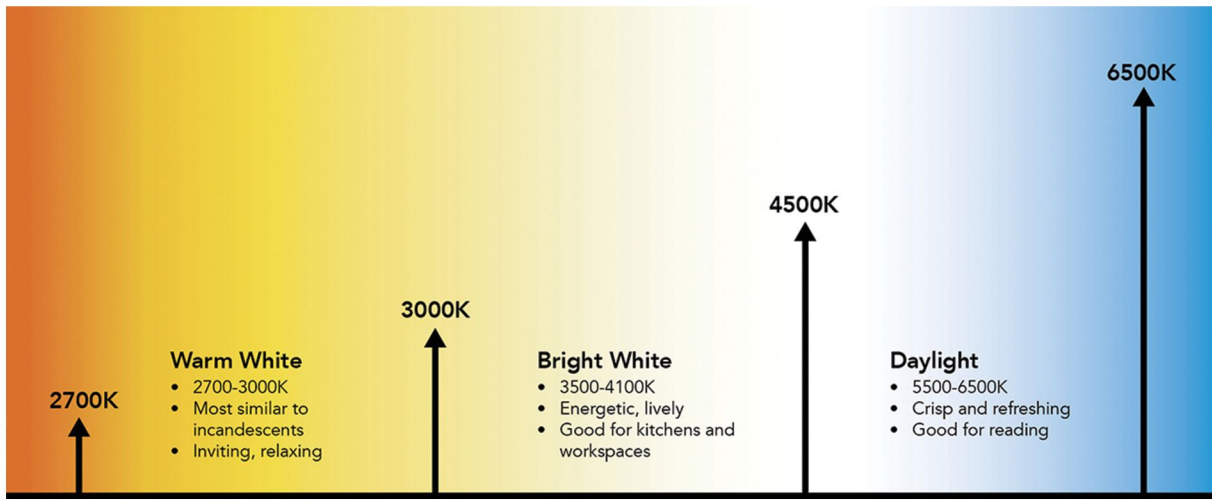 6500K
4500K
3000K
2700K
Warm White
• 2700-3000K
• Most similar to
incandescents
• Inviting, relaxing
Bright White
• 3500-4100K
• Energetic, lively
• Good for kitchens and
workspaces
Daylight
• 5500-6500K
• Crisp and refreshing
• Good for reading